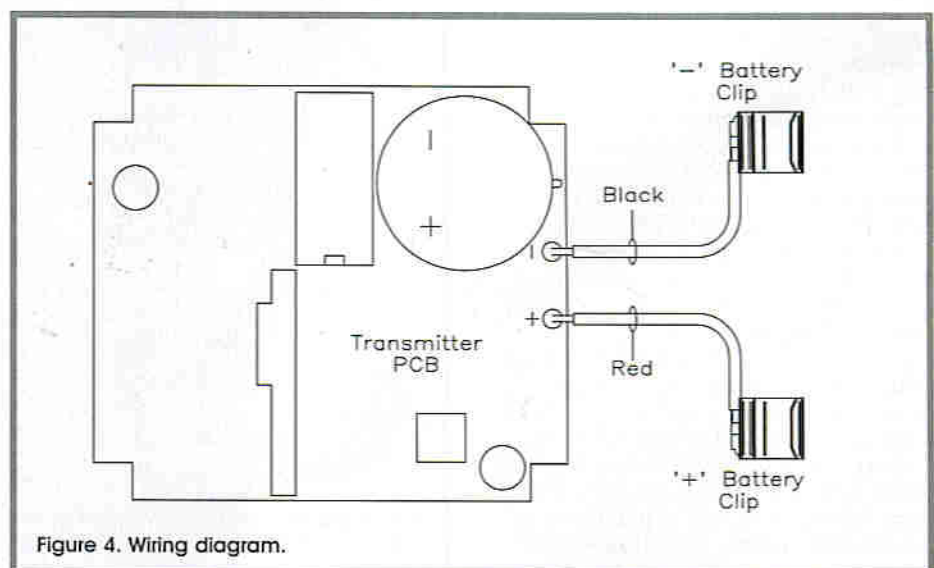 '–' Battery
Clip
–
+
Black
–
+
Transmitter
PCB
Red
'+' Battery
Clip
Figure 4. Wiring diagram.